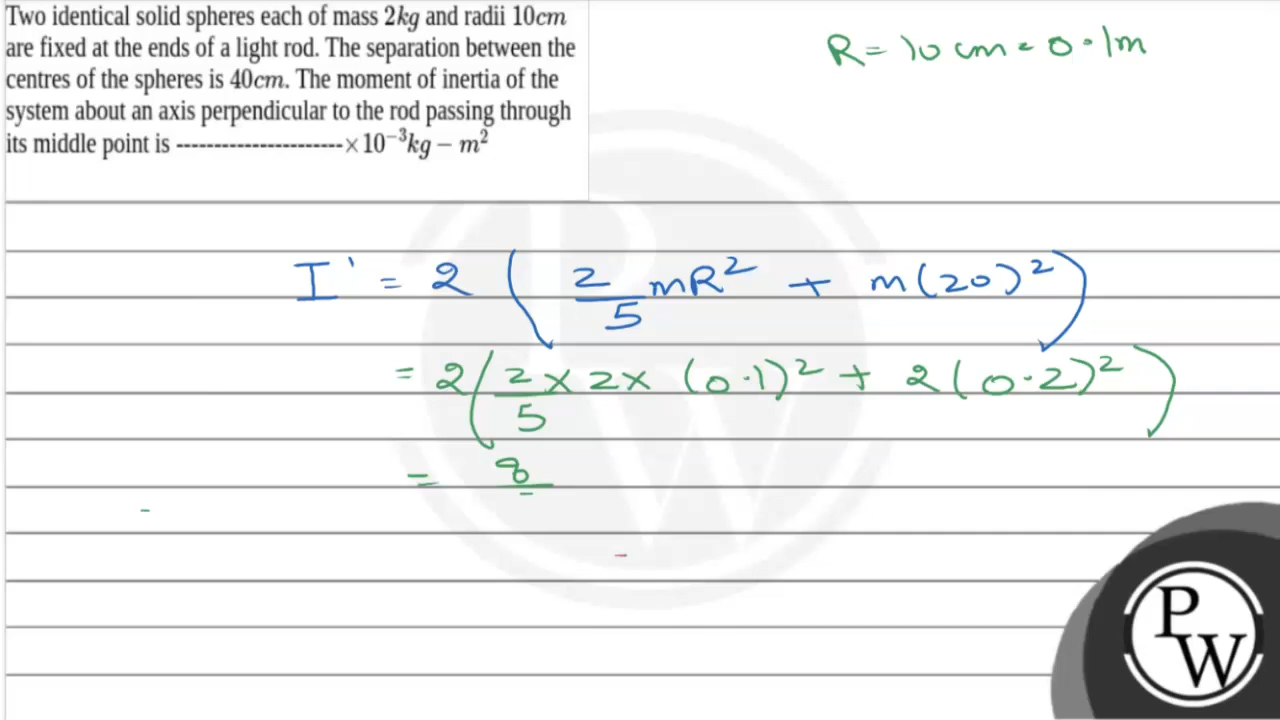 Two identical solid spheres each of mass 2kg and radii 10cm
are fixed at the ends of a light rod. The separation between the
centres of the spheres is 40cm. The moment of inertia of the
system about an axis perpendicular to the rod passing through
its middle point is ----------------------×10⁻³kg − m²
R = 10 cm = 0.1m
I' = 2 ( 2/5 mR² + m(20)² )
= 2 ( 2/5 × 2 × (0.1)² + 2 (0.2)² )
= 8
PW
PW